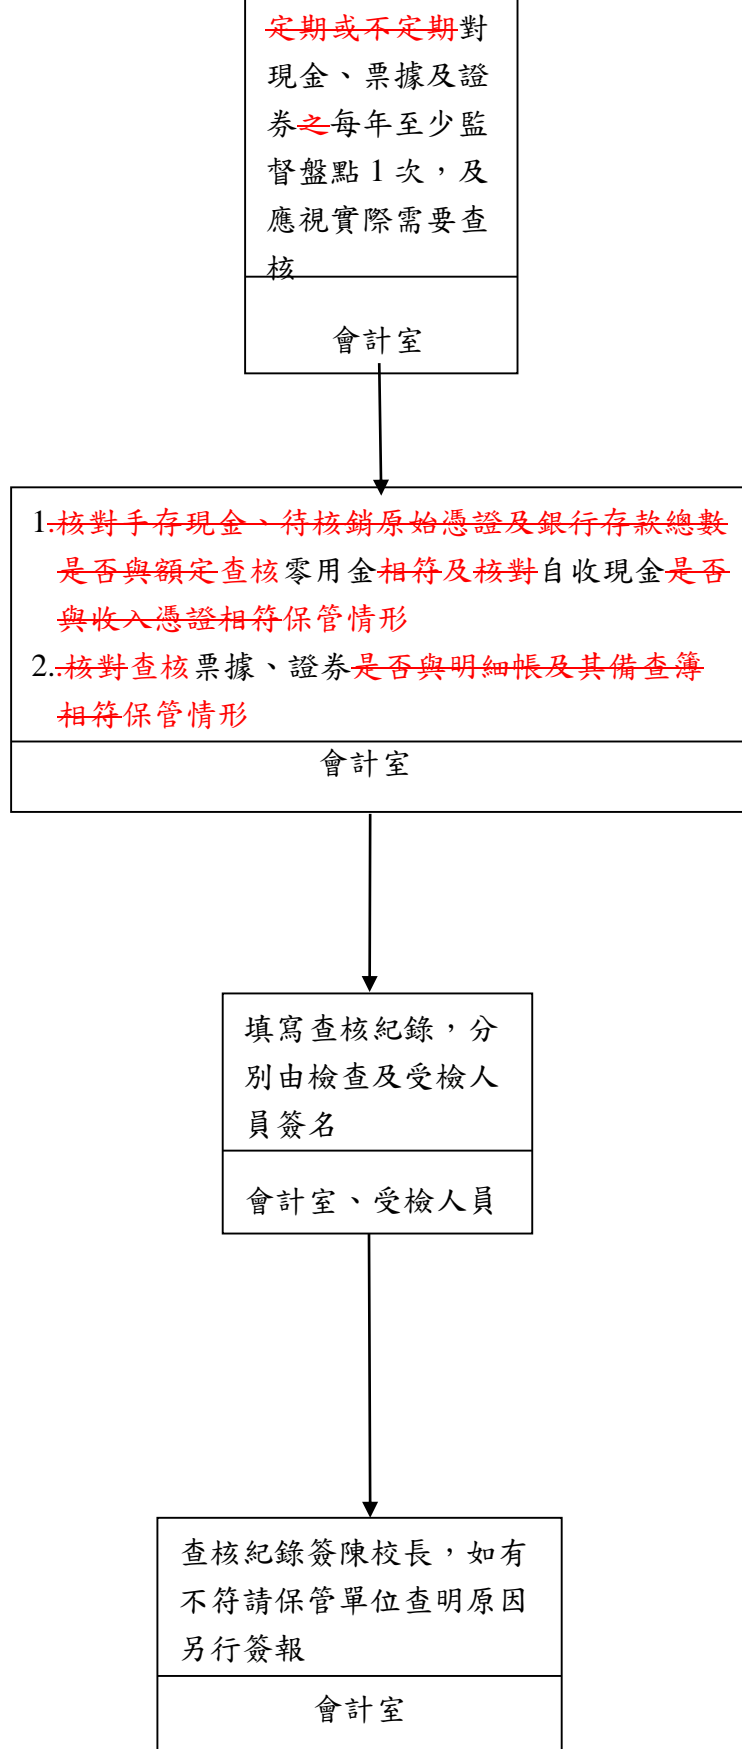 定期或不定期對
現金、票據及證
券之每年至少監
督盤點1次，及
應視實際需要查
核
會計室
1.核對手存現金、待核銷原始憑證及銀行存款總數
是否與額定查核零用金相符及核對自收現金是否
與收入憑證相符保管情形
2..核對查核票據、證券是否與明細帳及其備查簿
相符保管情形
會計室
填寫查核紀錄，分
別由檢查及受檢人
員簽名
會計室、受檢人員
查核紀錄簽陳校長，如有
不符請保管單位查明原因
另行簽報
會計室